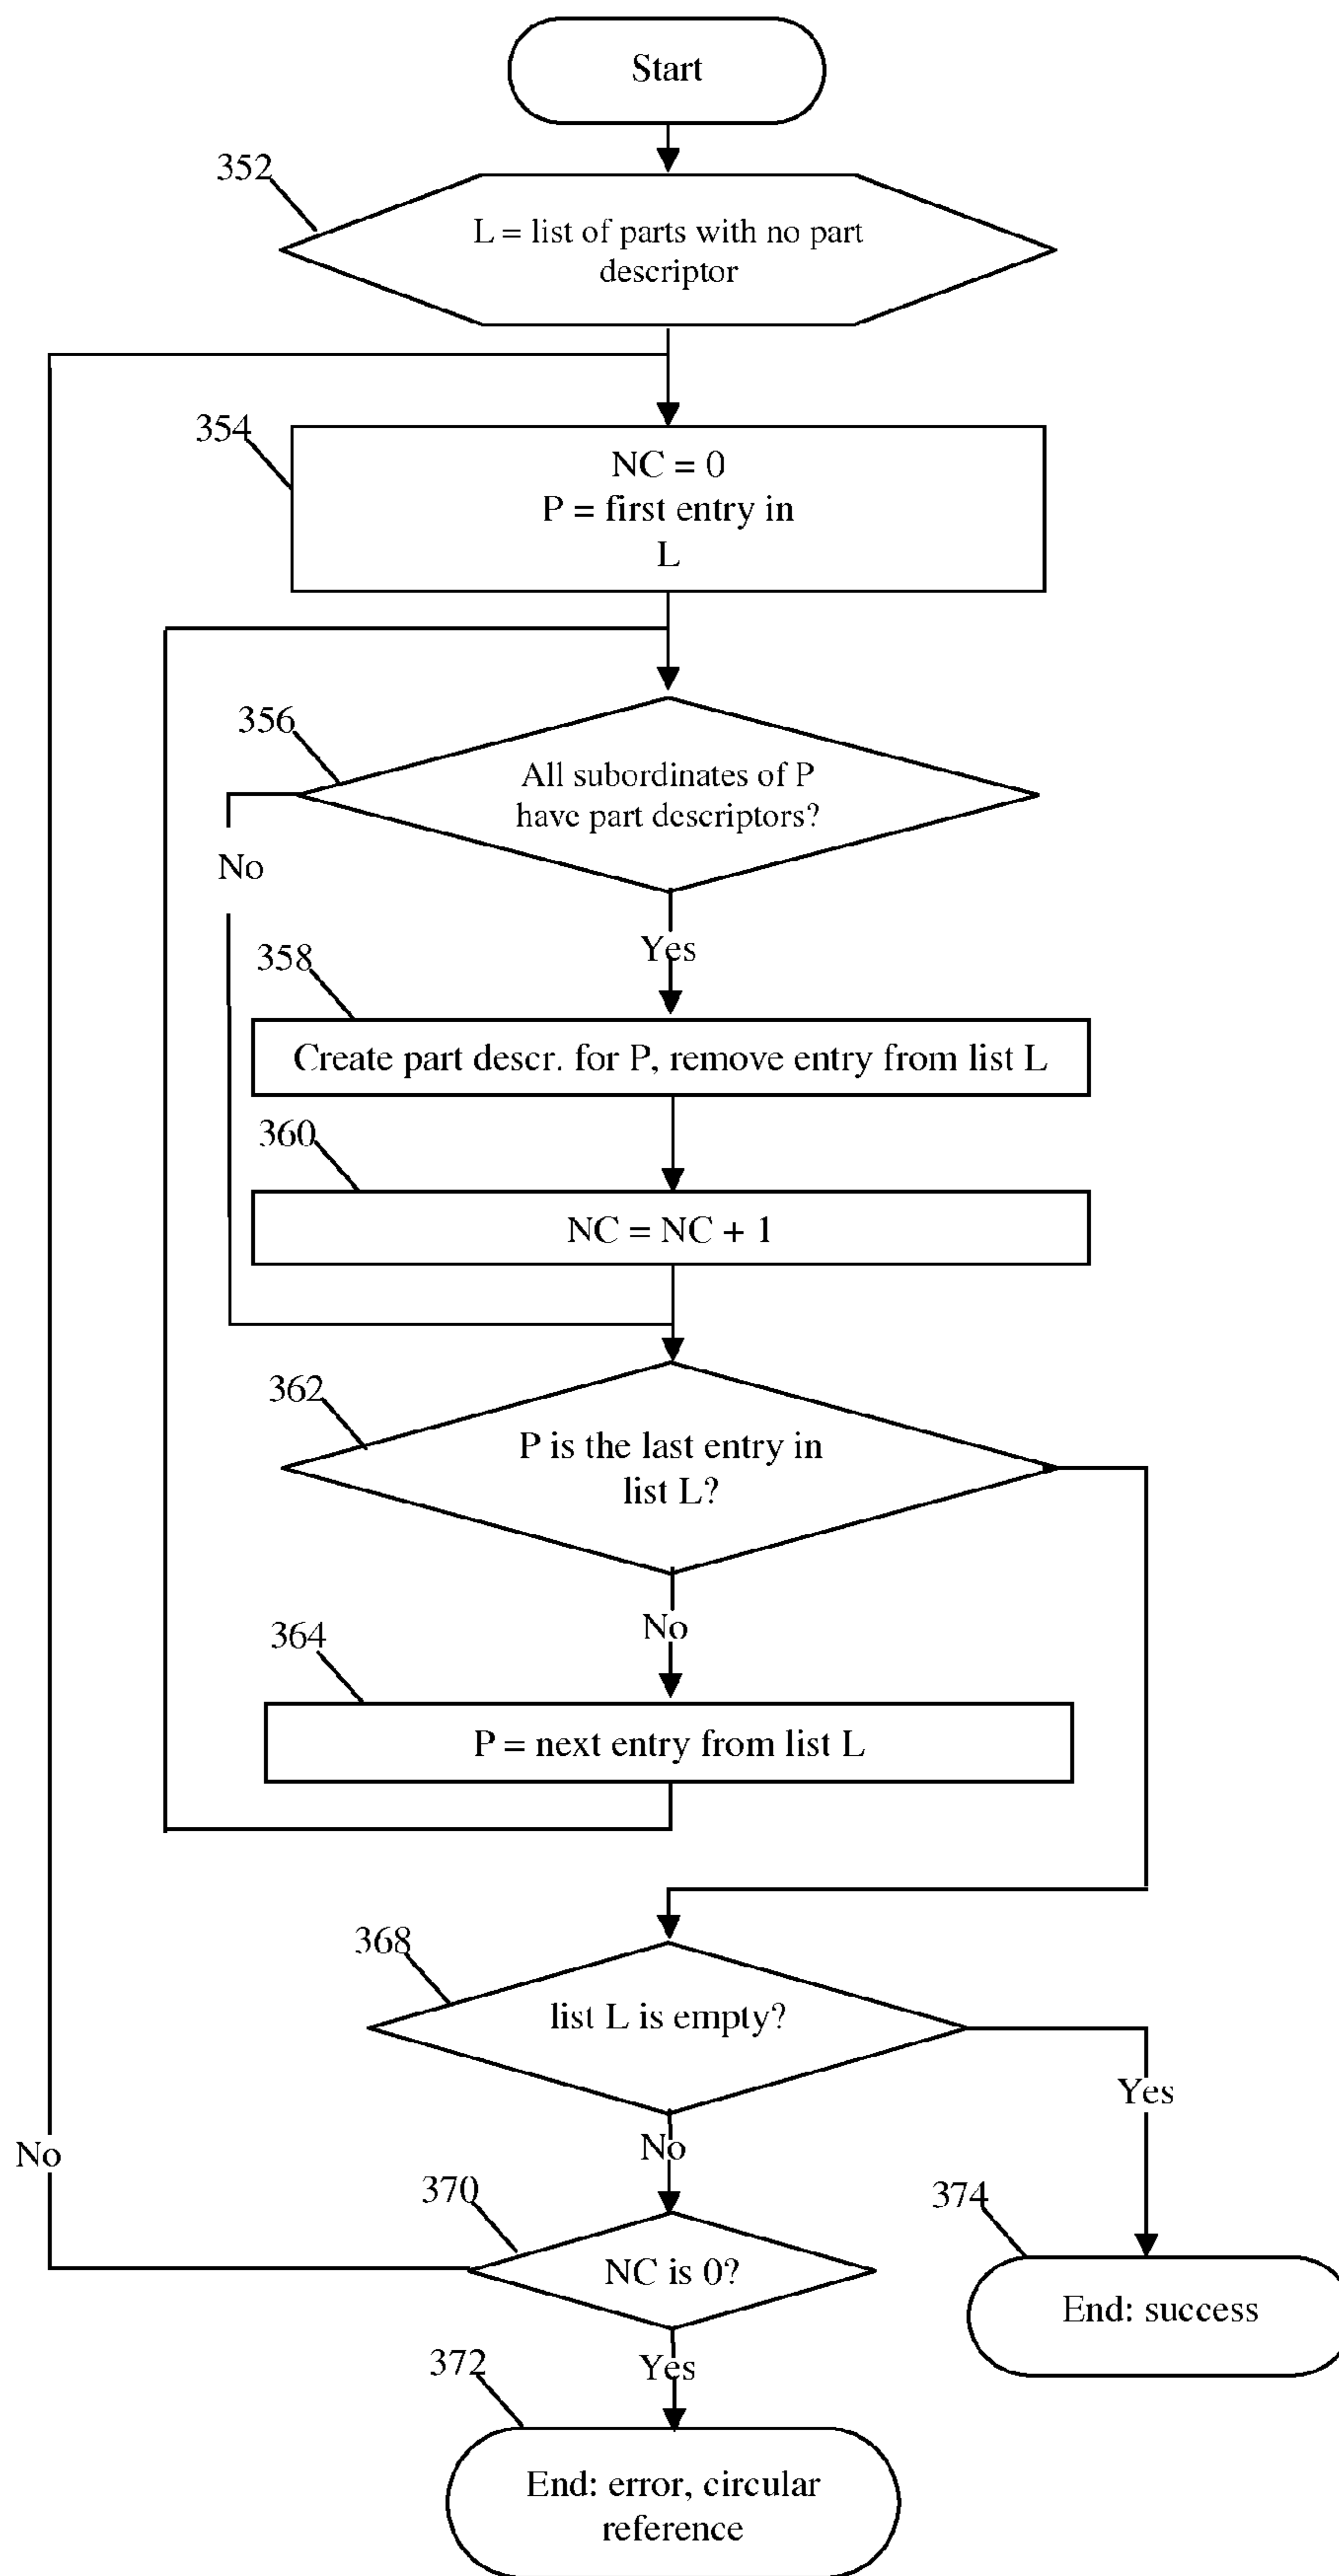 Start
352
L = list of parts with no part
descriptor
354
NC = 0
P = first entry in
L
356
All subordinates of P
have part descriptors?
No
Yes
358
Create part descr. for P, remove entry from list L
360
NC = NC + 1
362
P is the last entry in
list L?
No
364
P = next entry from list L
368
list L is empty?
Yes
No
No
370
374
NC is 0?
End: success
Yes
372
End: error, circular
reference